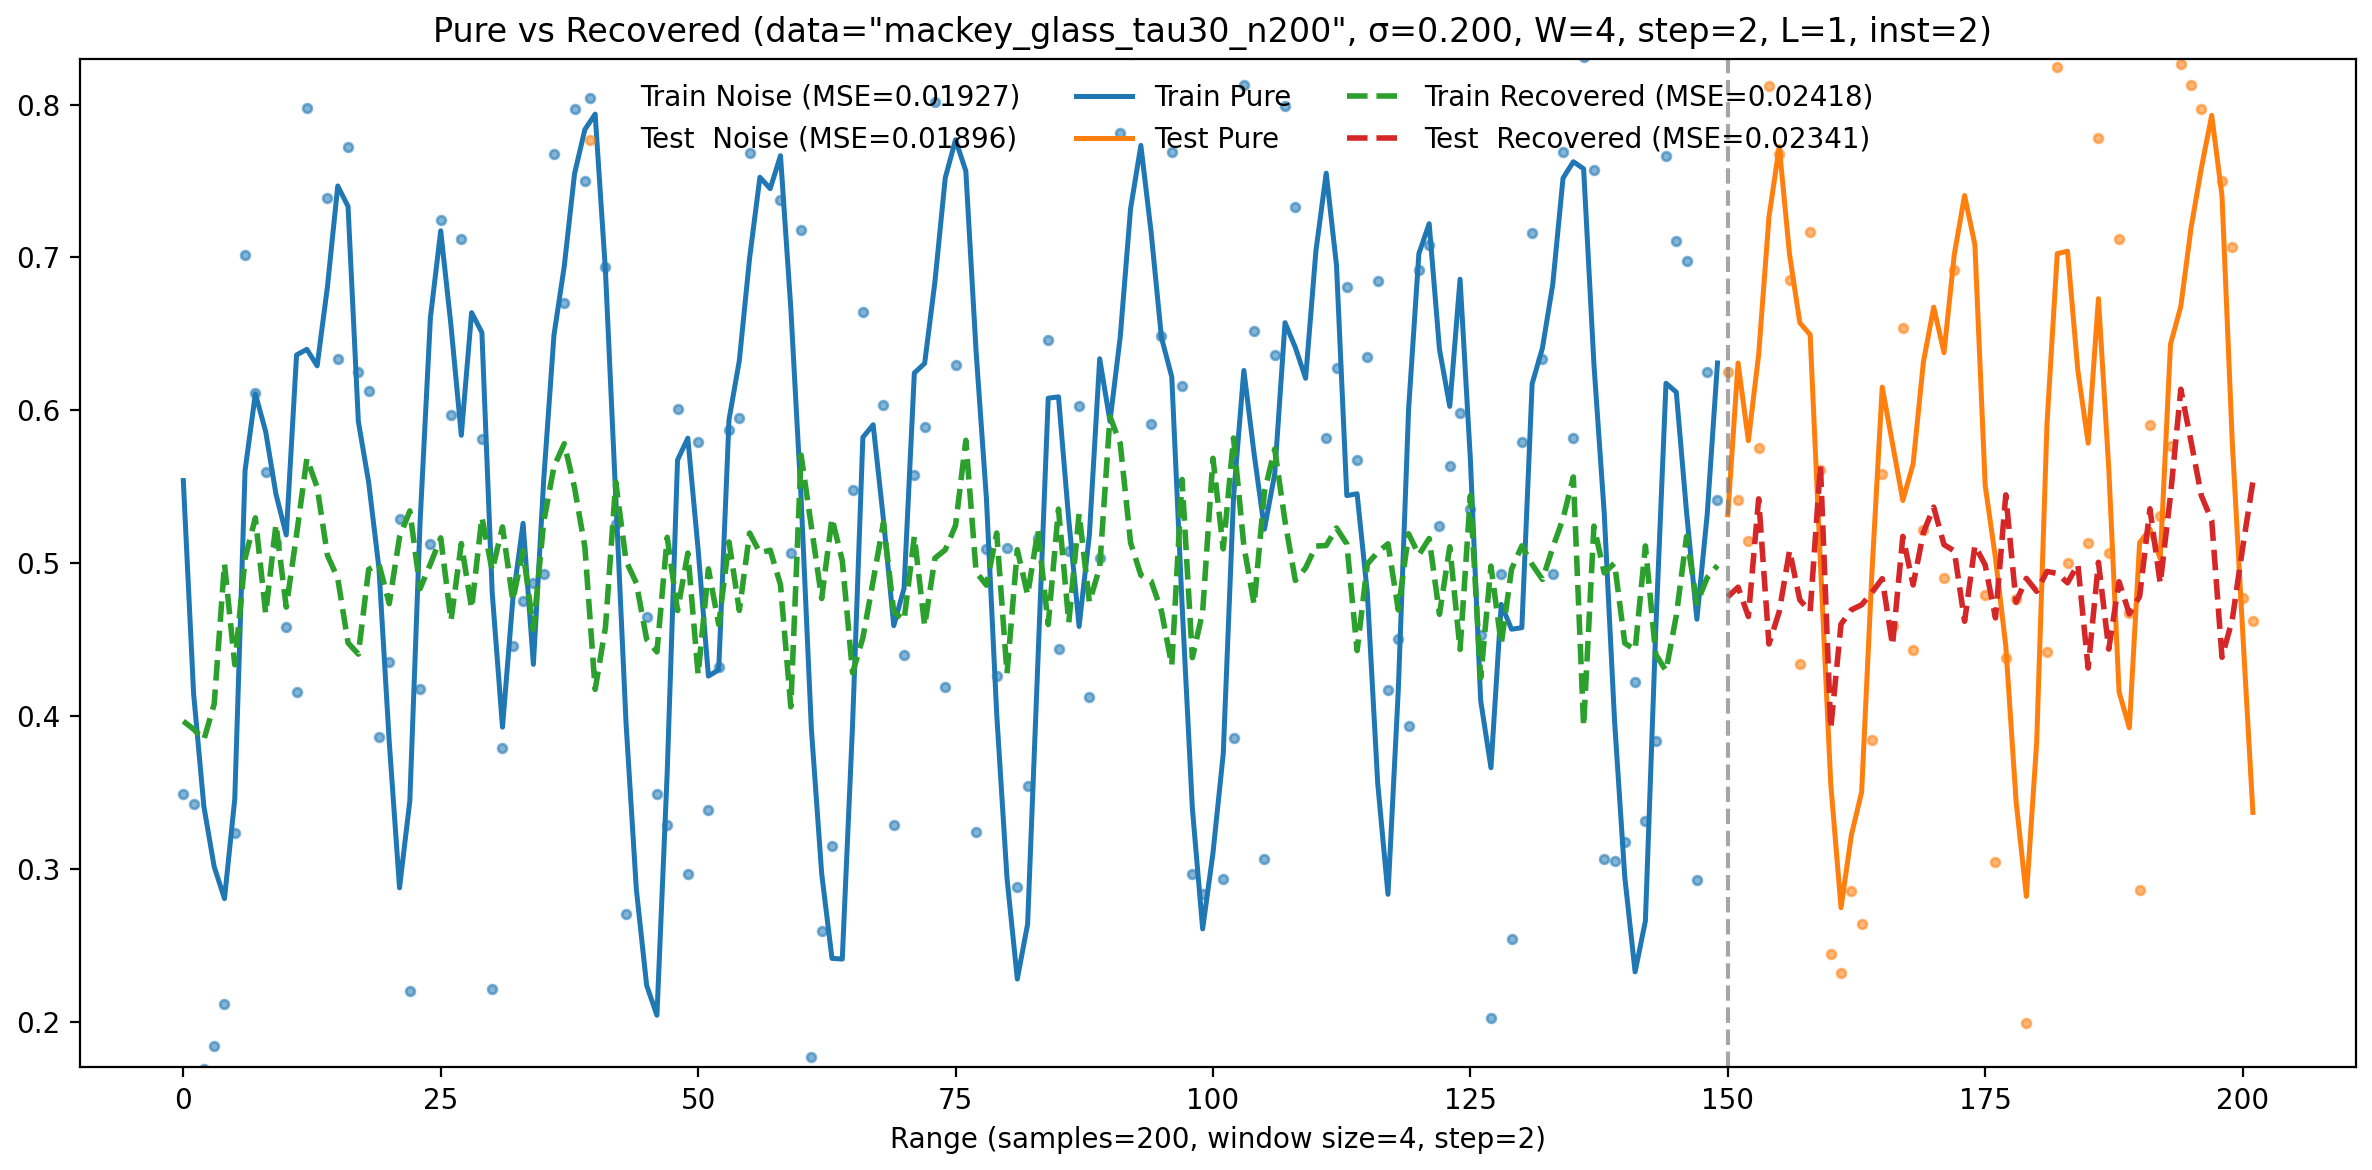 Pure vs Recovered (data="mackey_glass_tau30_n200", σ=0.200, W=4, step=2, L=1, inst=2)
Train Noise (MSE=0.01927) Train Pure Train Recovered (MSE=0.02418)
Test  Noise (MSE=0.01896) Test Pure Test  Recovered (MSE=0.02341)
0.8
0.7
0.6
0.5
0.4
0.3
0.2
0 25 50 75 100 125 150 175 200
Range (samples=200, window size=4, step=2)